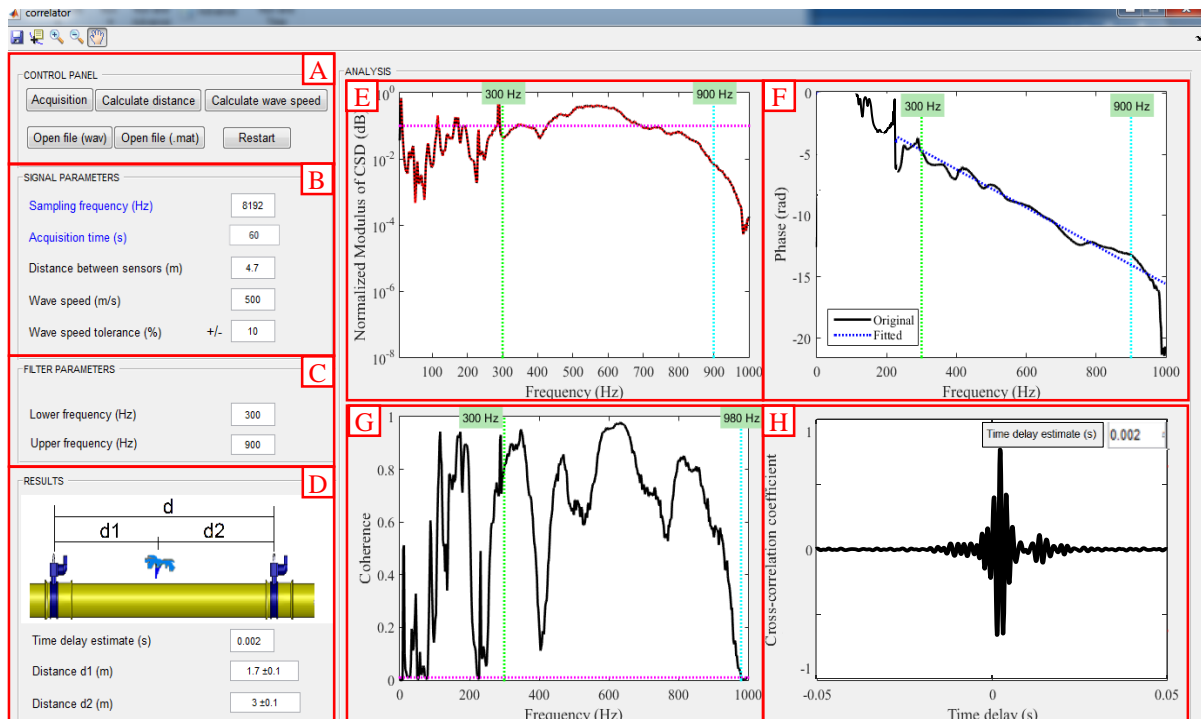 correlator
A
CONTROL PANEL
Acquisition Calculate distance Calculate wave speed
Open file (wav) Open file (.mat) Restart
B
SIGNAL PARAMETERS
Sampling frequency (Hz) 8192
Acquisition time (s) 60
Distance between sensors (m) 4.7
Wave speed (m/s) 500
Wave speed tolerance (%) +/- 10
C
FILTER PARAMETERS
Lower frequency (Hz) 300
Upper frequency (Hz) 900
D
RESULTS
d
d1 d2
Time delay estimate (s) 0.002
Distance d1 (m) 1.7 ±0.1
Distance d2 (m) 3 ±0.1
ANALYSIS
E
300 Hz 900 Hz
Normalized Modulus of CSD (dB)
10^0
10^-2
10^-4
10^-6
10^-8
100 200 300 400 500 600 700 800 900 1000
Frequency (Hz)
F
300 Hz 900 Hz
Phase (rad)
0
-5
-10
-15
-20
Original
Fitted
0 200 400 600 800 1000
Frequency (Hz)
G
300 Hz 980 Hz
Coherence
1
0.8
0.6
0.4
0.2
0
0 200 400 600 800 1000
Frequency (Hz)
H
Time delay estimate (s) 0.002
Cross-correlation coefficient
1
0
-1
-0.05 0 0.05
Time delay (s)